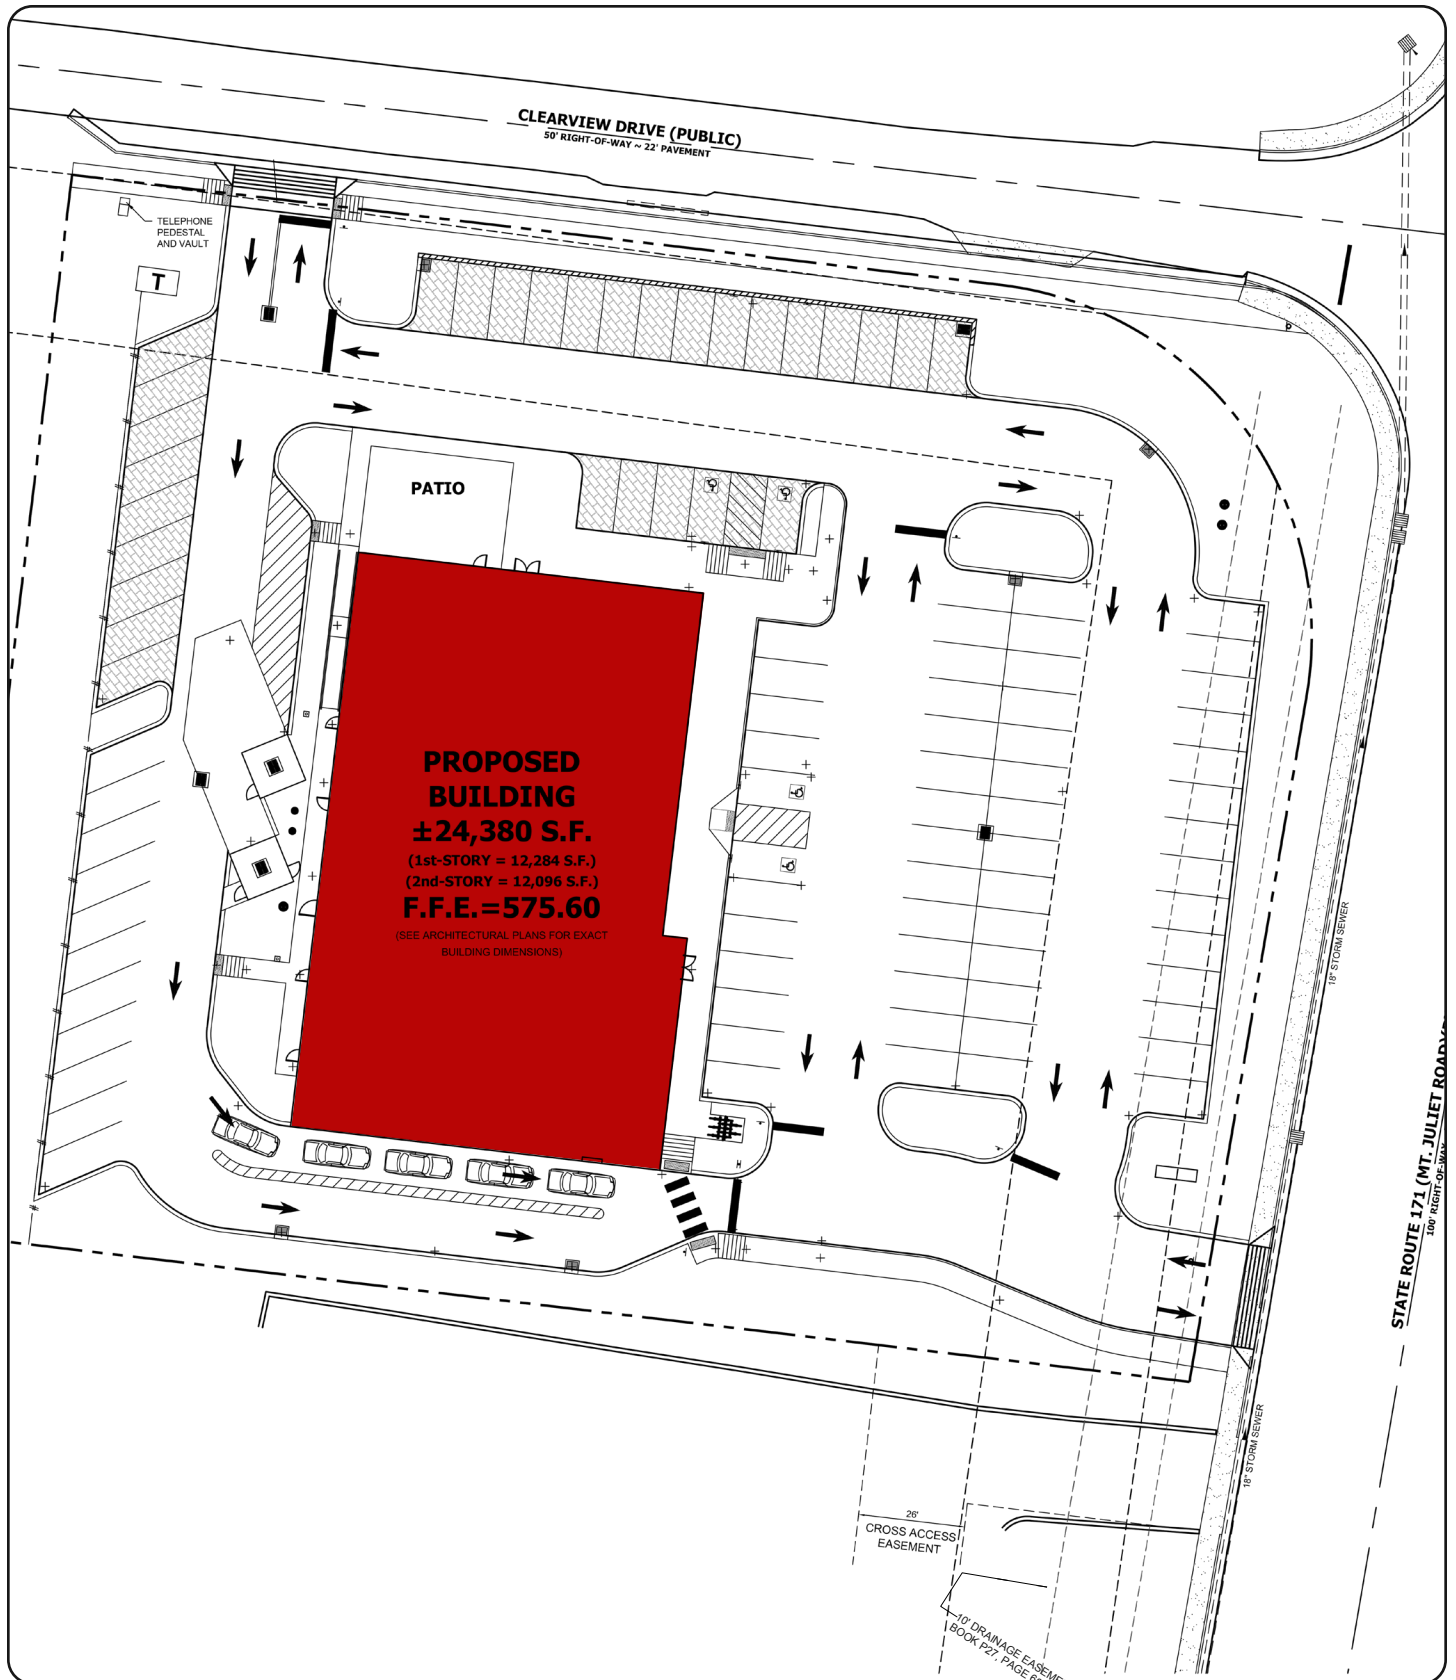 CLEARVIEW DRIVE (PUBLIC)
50' RIGHT-OF-WAY ~ 22' PAVEMENT
TELEPHONE
PEDESTAL
AND VAULT
T
PATIO
PROPOSED
BUILDING
±24,380 S.F.
(1st-STORY = 12,284 S.F.)
(2nd-STORY = 12,096 S.F.)
F.F.E.=575.60
(SEE ARCHITECTURAL PLANS FOR EXACT
BUILDING DIMENSIONS)
18" STORM SEWER
STATE ROUTE 171 (MT. JULIET ROAD)
100' RIGHT-OF-WAY
18" STORM SEWER
26'
CROSS ACCESS
EASEMENT
10' DRAINAGE EASEME
BOOK P27, PAGE 6